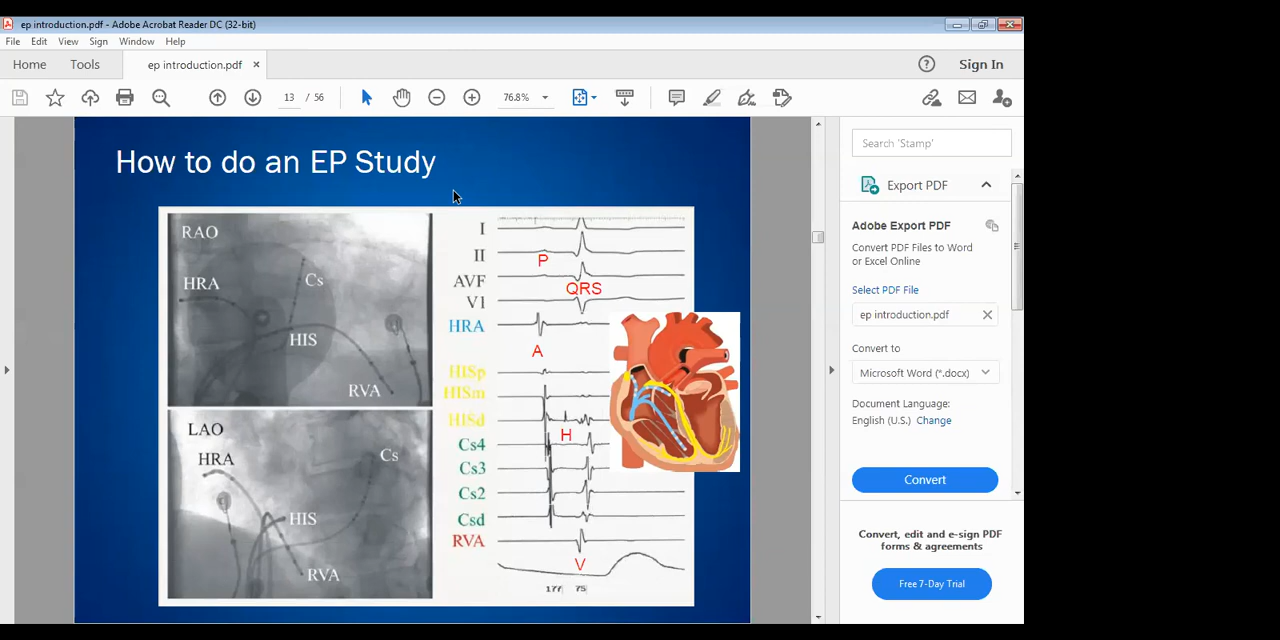 ep introduction.pdf - Adobe Acrobat Reader DC (32-bit)
File Edit View Sign Window Help
Home Tools ep introduction.pdf × Sign In
13 / 56 76.8%
How to do an EP Study
RAO
HRA
Cs
HIS
RVA
LAO
HRA
Cs
HIS
RVA
I
II
P
AVF
QRS
V1
HRA
A
HISp
HISm
HISd
H
Cs4
Cs3
Cs2
Csd
RVA
V
177 75
Search 'Stamp'
Export PDF
Adobe Export PDF
Convert PDF Files to Word
or Excel Online
Select PDF File
ep introduction.pdf
Convert to
Microsoft Word (*.docx)
Document Language:
English (U.S.) Change
Convert
Convert, edit and e-sign PDF
forms & agreements
Free 7-Day Trial